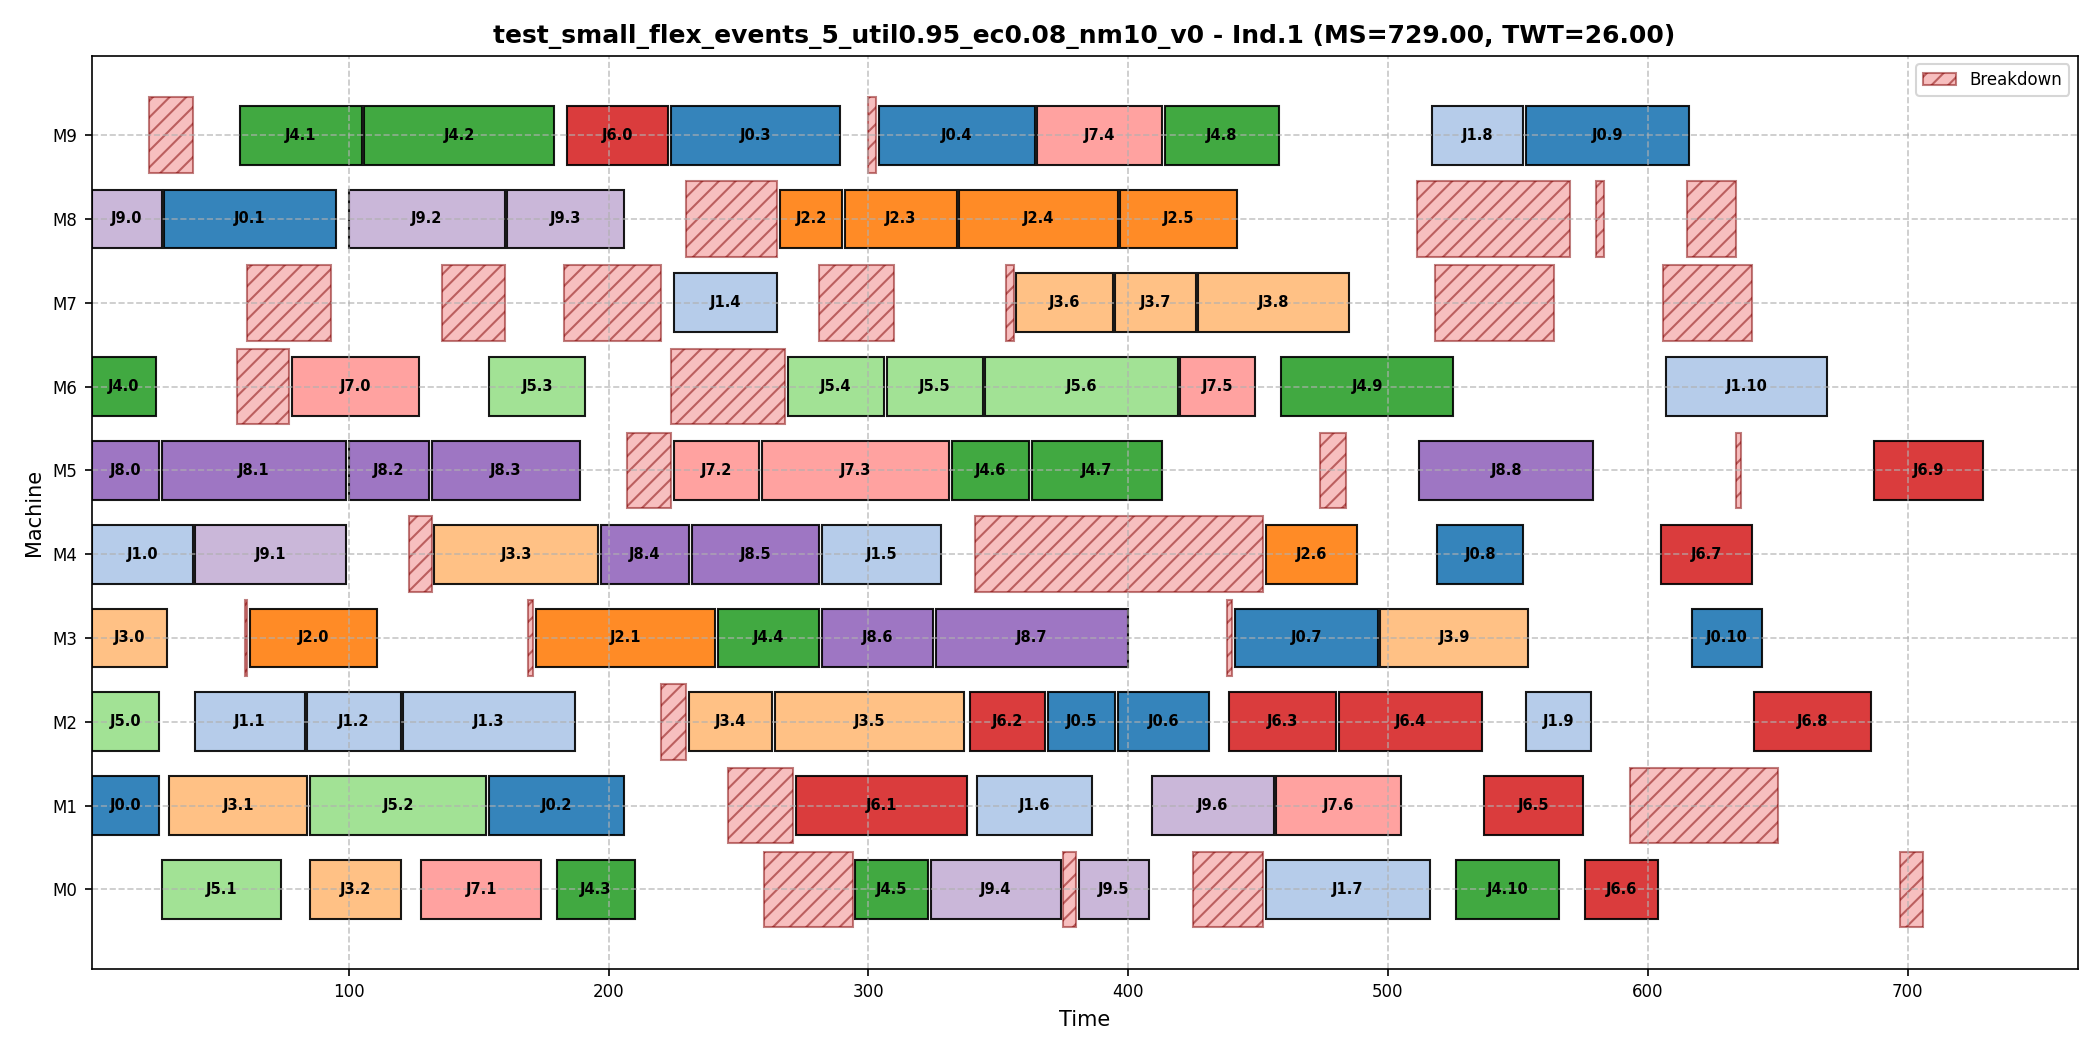 test_small_flex_events_5_util0.95_ec0.08_nm10_v0 - Ind.1 (MS=729.00, TWT=26.00)
Breakdown
M9 J4.1 J4.2 J6.0 J0.3 J0.4 J7.4 J4.8 J1.8 J0.9
M8 J9.0 J0.1 J9.2 J9.3 J2.2 J2.3 J2.4 J2.5
M7 J1.4 J3.6 J3.7 J3.8
M6 J4.0 J7.0 J5.3 J5.4 J5.5 J5.6 J7.5 J4.9 J1.10
M5 J8.0 J8.1 J8.2 J8.3 J7.2 J7.3 J4.6 J4.7 J8.8 J6.9
M4 J1.0 J9.1 J3.3 J8.4 J8.5 J1.5 J2.6 J0.8 J6.7
M3 J3.0 J2.0 J2.1 J4.4 J8.6 J8.7 J0.7 J3.9 J0.10
M2 J5.0 J1.1 J1.2 J1.3 J3.4 J3.5 J6.2 J0.5 J0.6 J6.3 J6.4 J1.9 J6.8
M1 J0.0 J3.1 J5.2 J0.2 J6.1 J1.6 J9.6 J7.6 J6.5
M0 J5.1 J3.2 J7.1 J4.3 J4.5 J9.4 J9.5 J1.7 J4.10 J6.6
100 200 300 400 500 600 700
Time
Machine